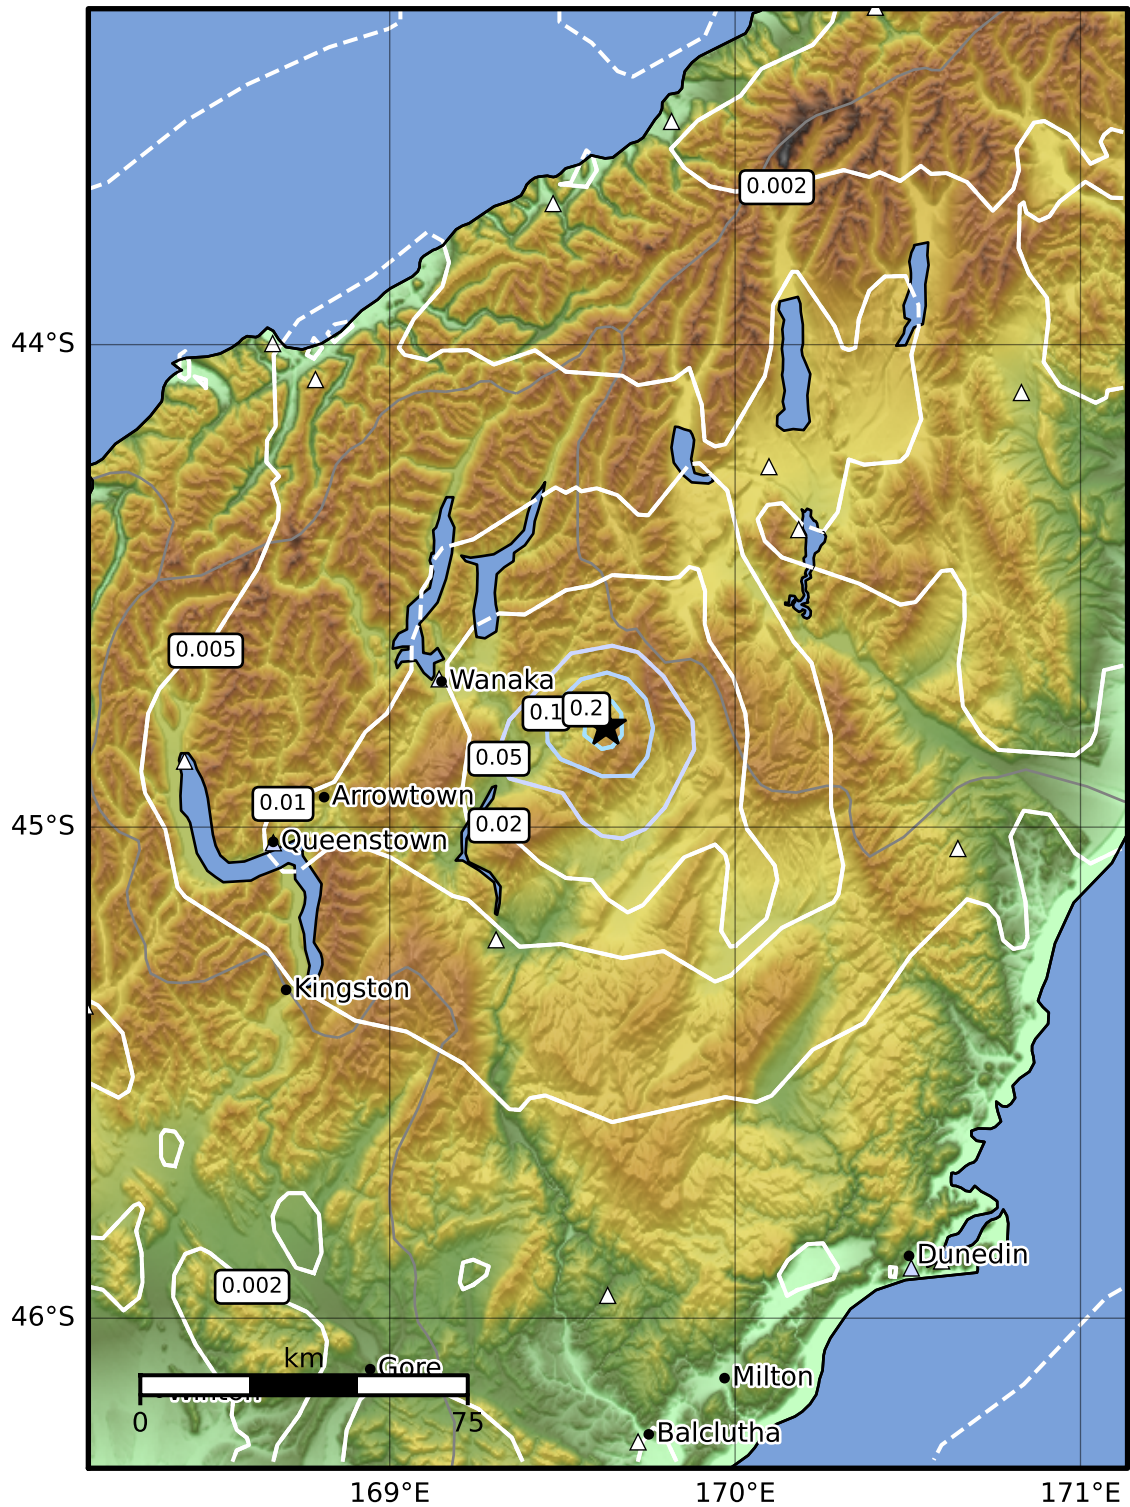 0.002
44°S
0.005
Wanaka
0.1
0.2
0.05
Arrowtown
0.01
0.02
45°S
Queenstown
Kingston
Dunedin
0.002
46°S
km
Gore
Milton
Winton
0
75
Balclutha
169°E
170°E
171°E